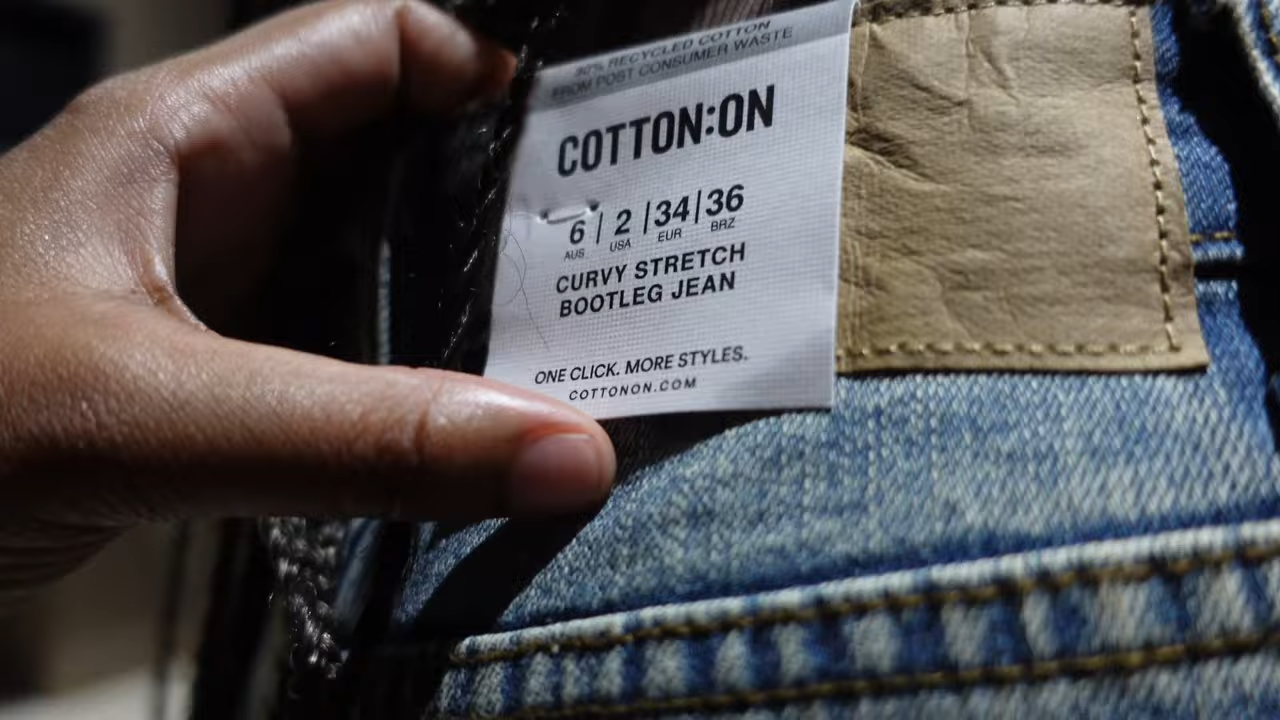 RECYCLED COTTON
FROM POST CONSUMER WASTE
COTTON:ON
6 | 2 | 34 | 36
AUS USA EUR BRZ
CURVY STRETCH
BOOTLEG JEAN
ONE CLICK. MORE STYLES.
COTTONON.COM